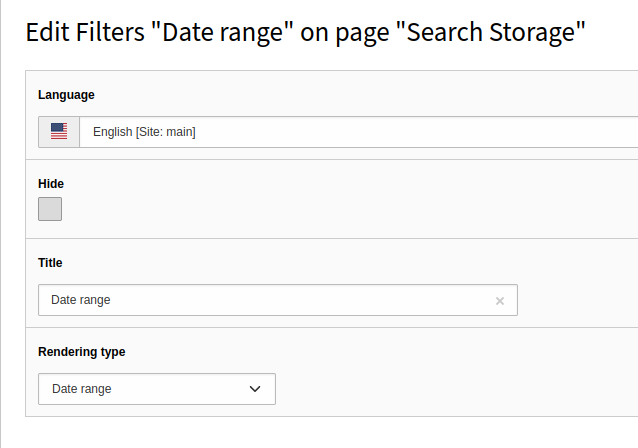 Edit Filters "Date range" on page "Search Storage"
Language
English [Site: main]
Hide
Title
Date range
Rendering type
Date range